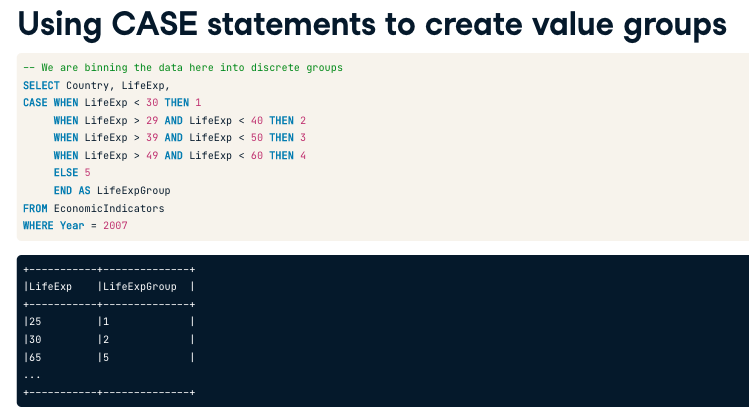 Using CASE statements to create value groups
-- We are binning the data here into discrete groups
SELECT Country, LifeExp,
CASE WHEN LifeExp < 30 THEN 1
     WHEN LifeExp > 29 AND LifeExp < 40 THEN 2
     WHEN LifeExp > 39 AND LifeExp < 50 THEN 3
     WHEN LifeExp > 49 AND LifeExp < 60 THEN 4
     ELSE 5
     END AS LifeExpGroup
FROM EconomicIndicators
WHERE Year = 2007
+-----------+--------------+
|LifeExp    |LifeExpGroup  |
+-----------+--------------+
|25         |1             |
|30         |2             |
|65         |5             |
...
+-----------+--------------+